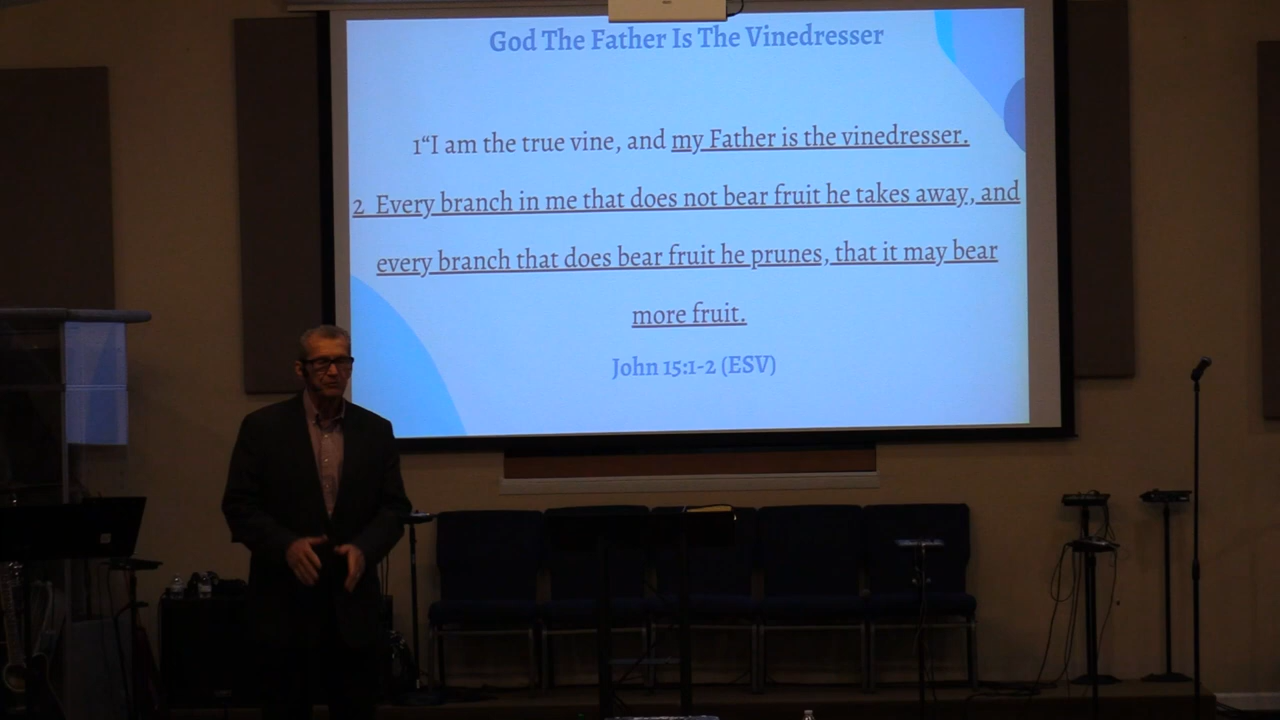 God The Father Is The Vinedresser
1“I am the true vine, and my Father is the vinedresser.
2 Every branch in me that does not bear fruit he takes away, and
every branch that does bear fruit he prunes, that it may bear
more fruit.
John 15:1-2 (ESV)